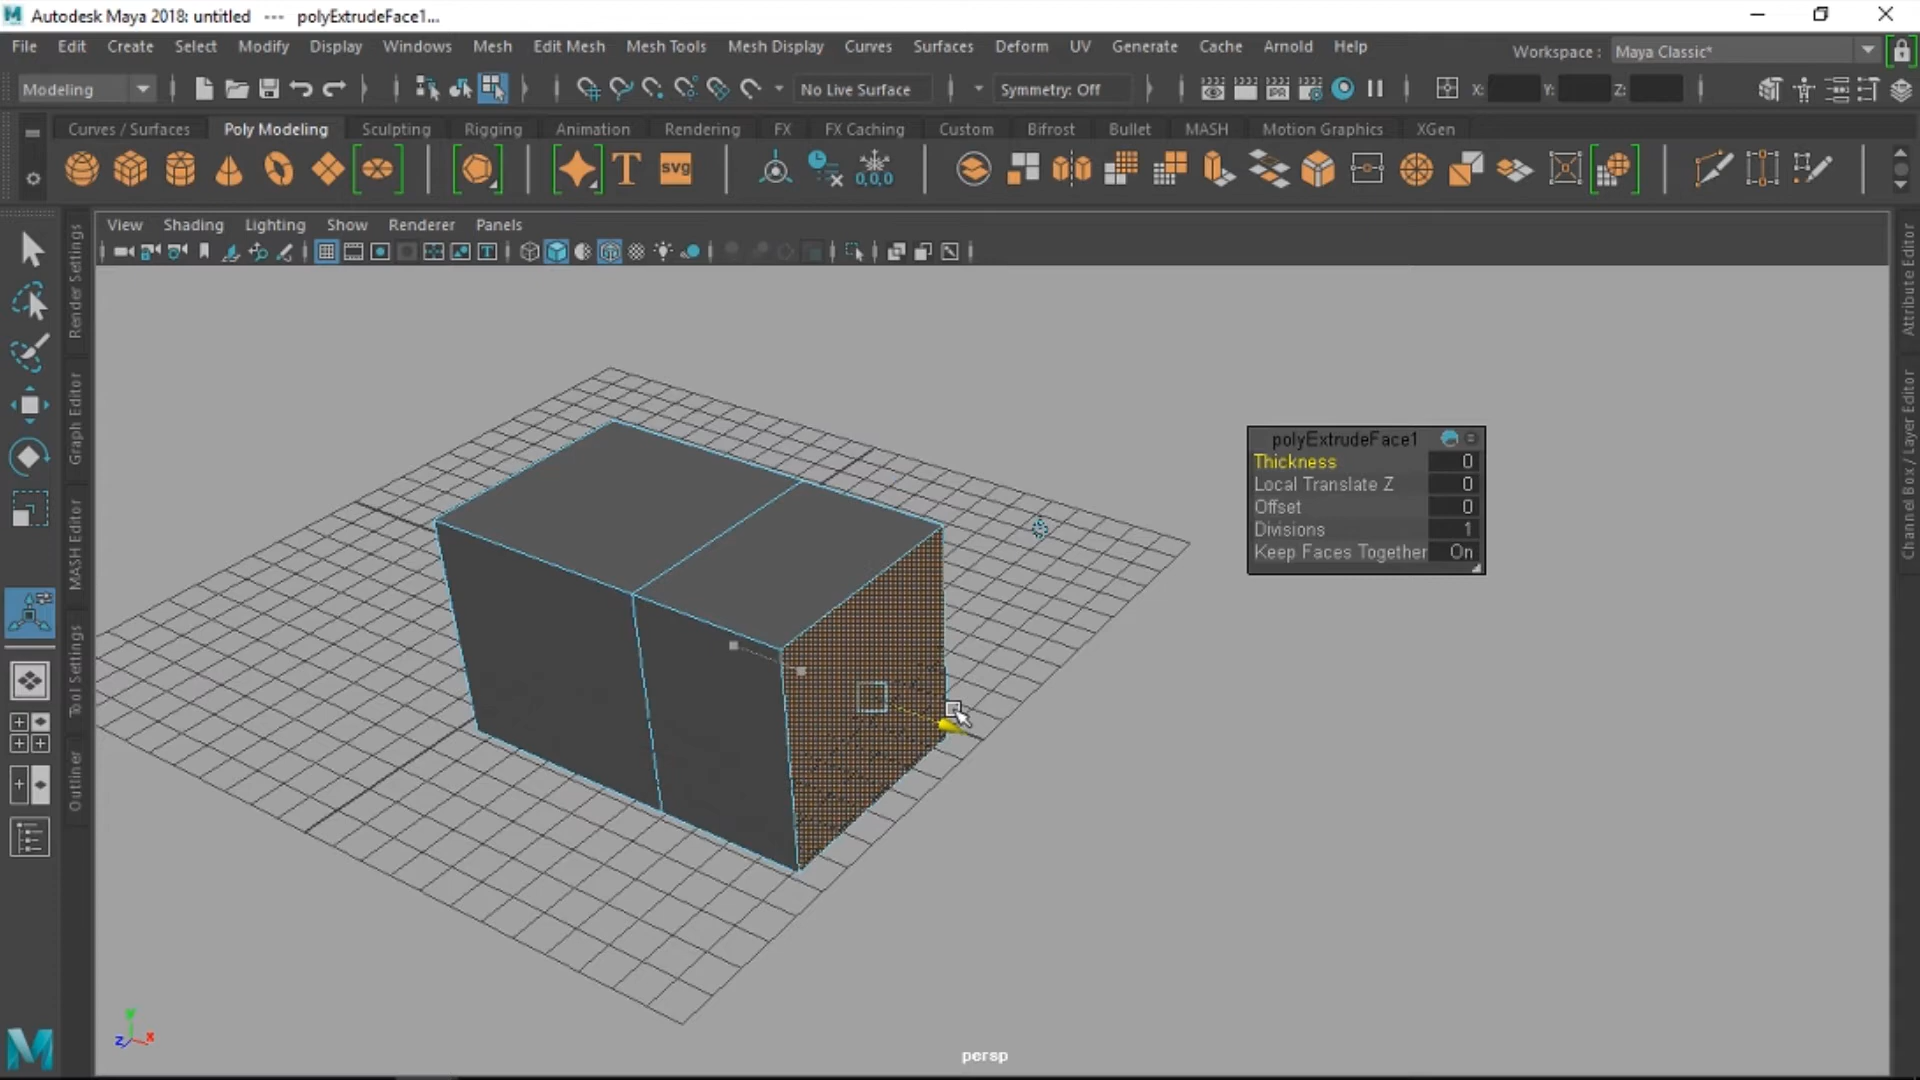 Autodesk Maya 2018: untitled --- polyExtrudeFace1...
File Edit Create Select Modify Display Windows Mesh Edit Mesh Mesh Tools Mesh Display Curves Surfaces Deform UV Generate Cache Arnold Help Workspace : Maya Classic*
Modeling No Live Surface Symmetry: Off X: Y: Z:
Curves / Surfaces Poly Modeling Sculpting Rigging Animation Rendering FX FX Caching Custom Bifrost Bullet MASH Motion Graphics XGen
T svg 0,0,0
View Shading Lighting Show Renderer Panels
Render Settings
Graph Editor
MASH Editor
Tool Settings
Outliner
polyExtrudeFace1
Thickness 0
Local Translate Z 0
Offset 0
Divisions 1
Keep Faces Together On
Attribute Editor
Channel Box / Layer Editor
Y
Z X
persp